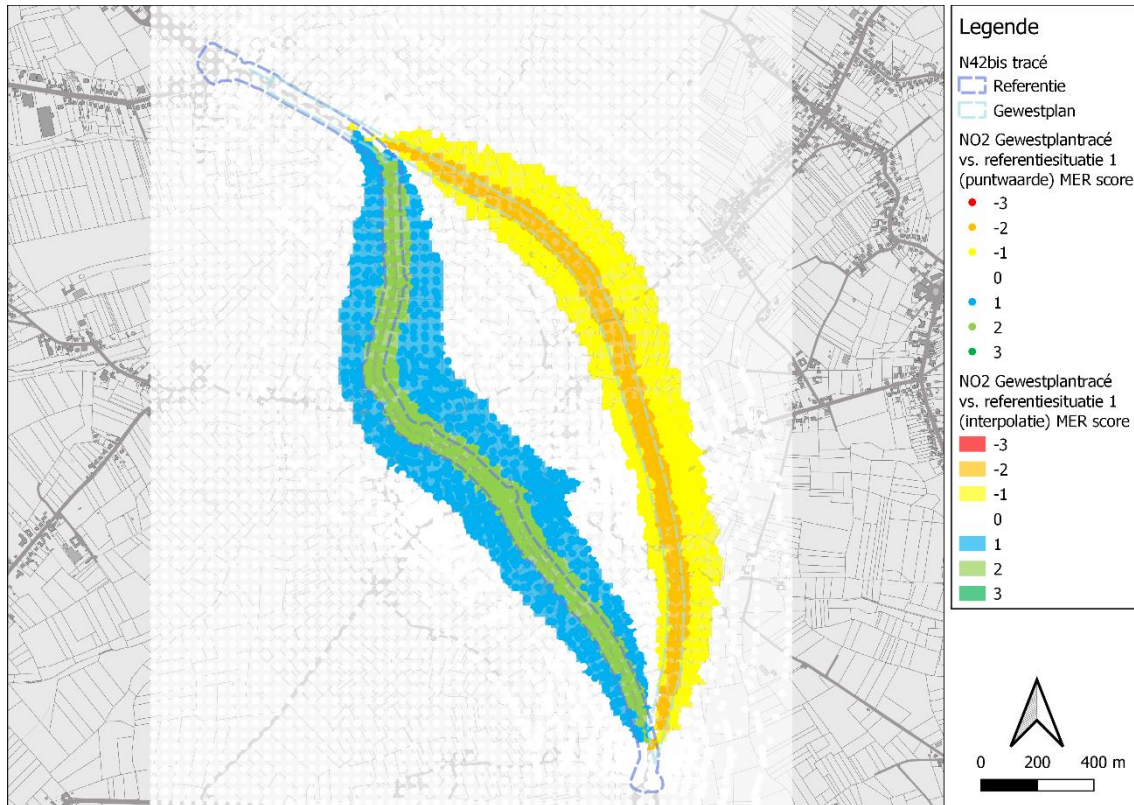 Legende
N42bis tracé
Referentie
Gewestplan
NO2 Gewestplantracé
vs. referentiesituatie 1
(puntwaarde) MER score
-3
-2
-1
0
1
2
3
NO2 Gewestplantracé
vs. referentiesituatie 1
(interpolatie) MER score
-3
-2
-1
0
1
2
3
0 200 400 m